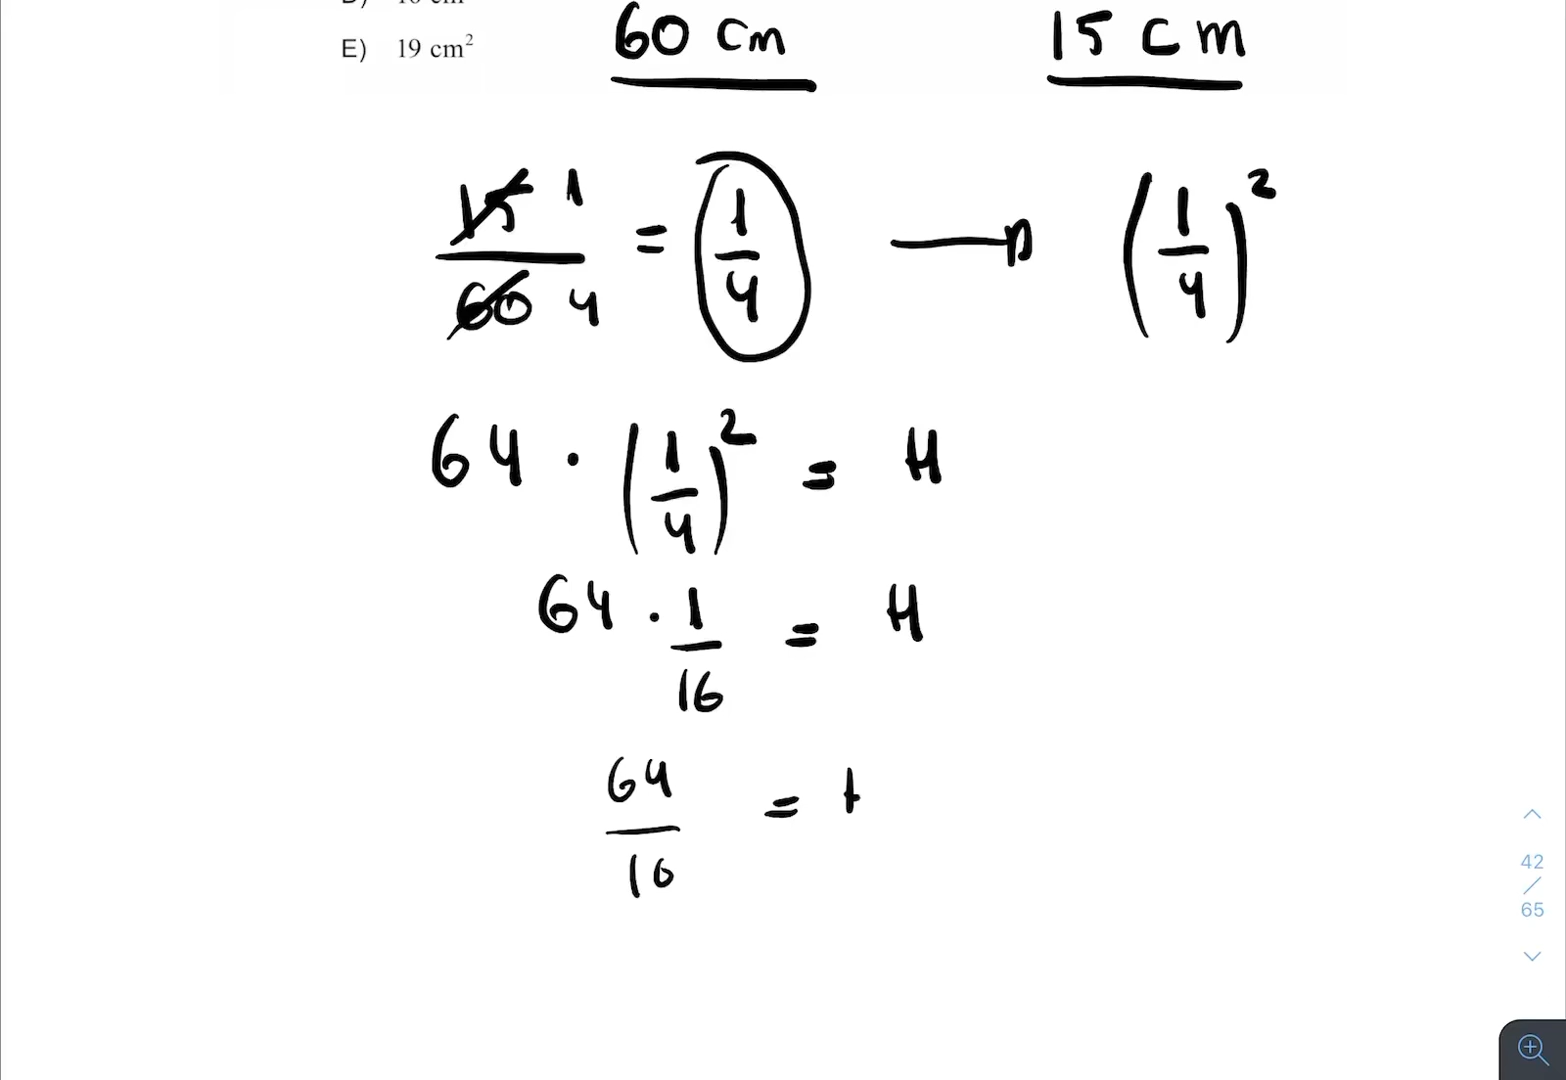 E) 19 cm²
60 cm 15 cm
15 1 / 60 4 = 1/4 → (1/4)²
64 · (1/4)² = H
64 · 1/16 = H
64/16 =
42
/
65